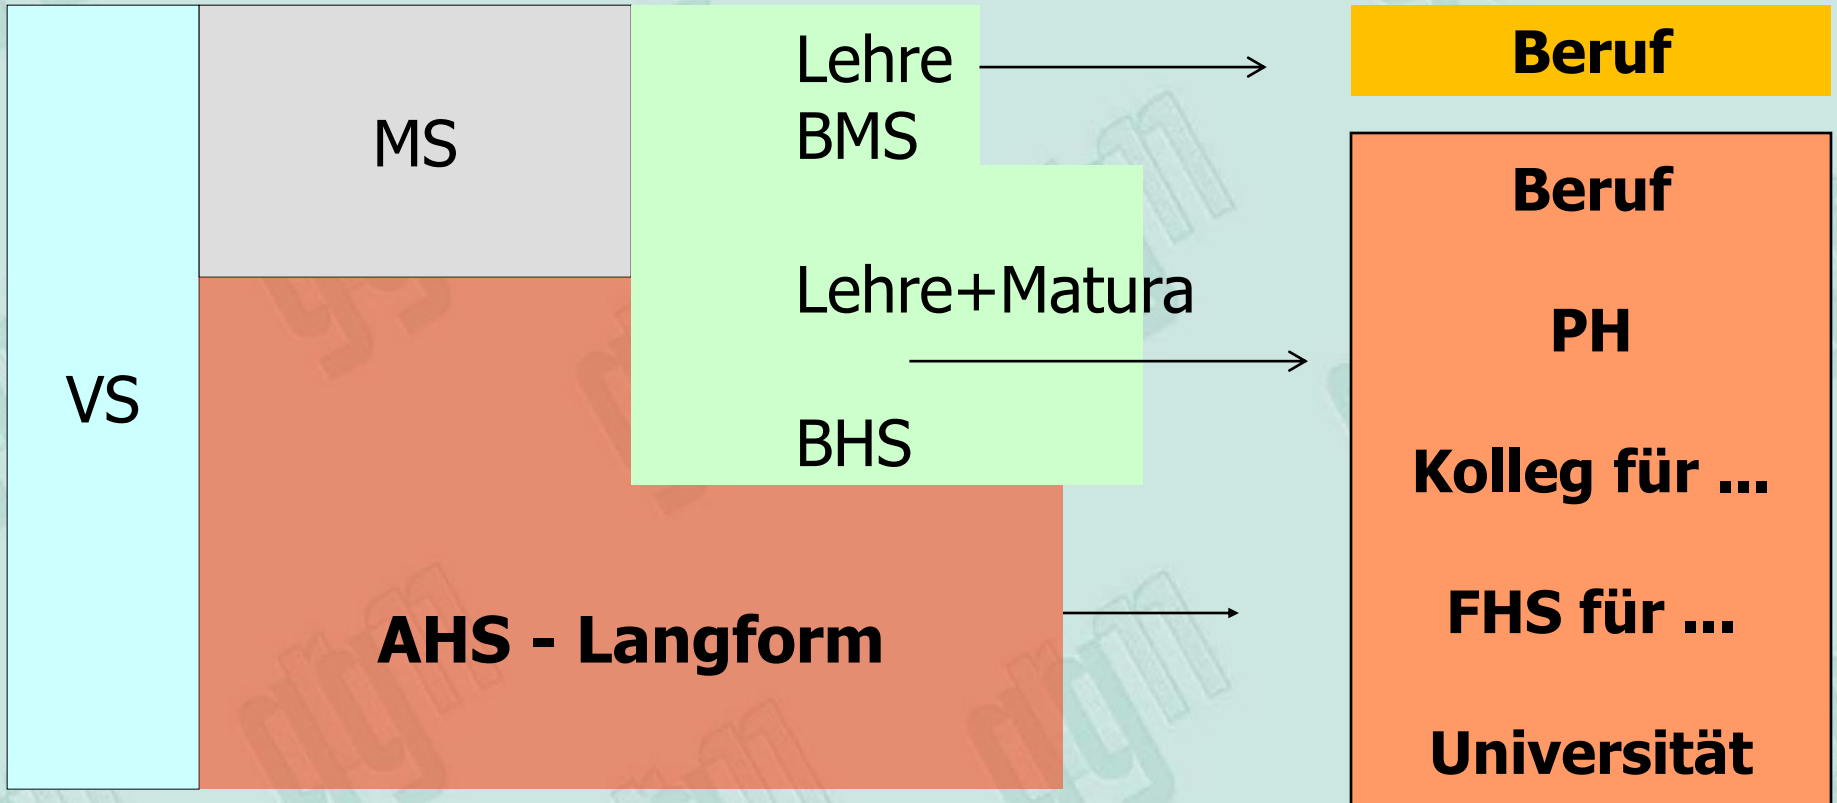 VS
MS
AHS - Langform
Lehre
BMS
Lehre+Matura
BHS
Beruf
Beruf
PH
Kolleg für ...
FHS für ...
Universität